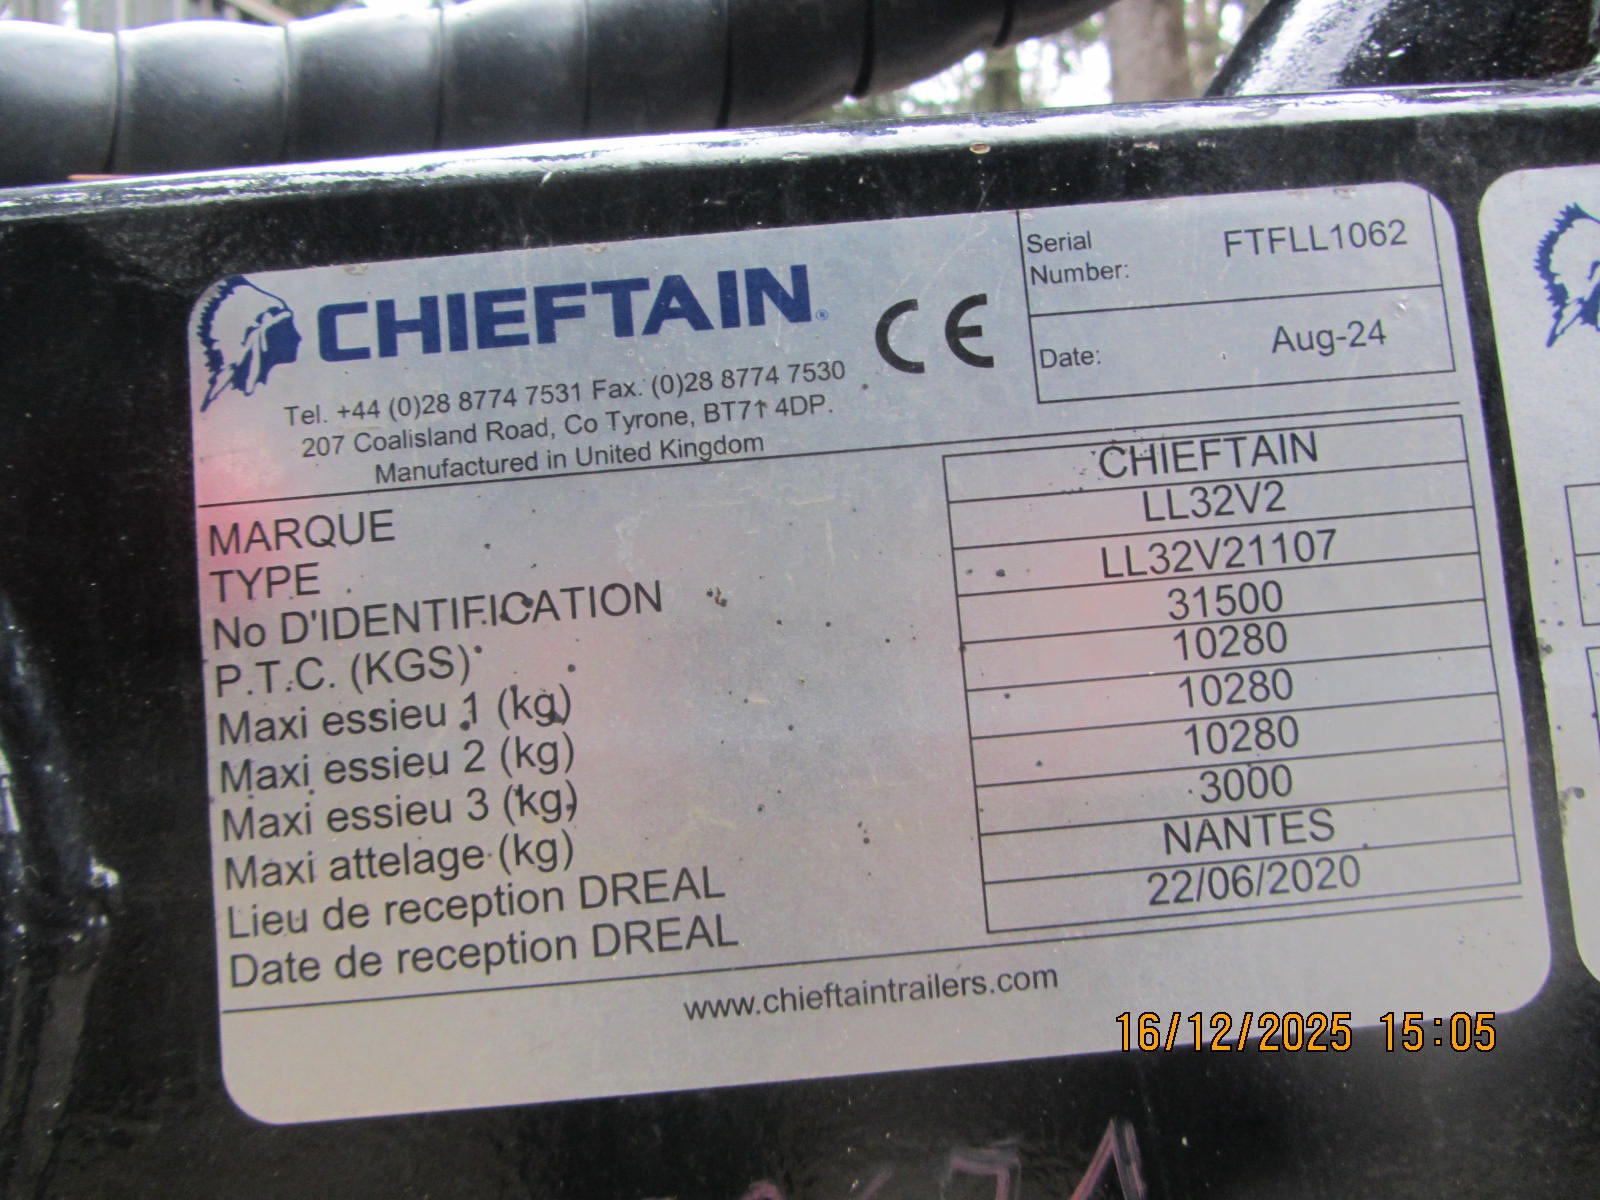 CHIEFTAIN®
Tel. +44 (0)28 8774 7531 Fax. (0)28 8774 7530
207 Coalisland Road, Co Tyrone, BT71 4DP.
Manufactured in United Kingdom
CE
Serial Number: FTFLL1062
Date: Aug-24
MARQUE CHIEFTAIN
TYPE LL32V2
No D'IDENTIFICATION LL32V21107
P.T.C. (KGS) 31500
Maxi essieu 1 (kg) 10280
Maxi essieu 2 (kg) 10280
Maxi essieu 3 (kg) 10280
Maxi attelage (kg) 3000
Lieu de reception DREAL NANTES
Date de reception DREAL 22/06/2020
www.chieftaintrailers.com
16/12/2025 15:05